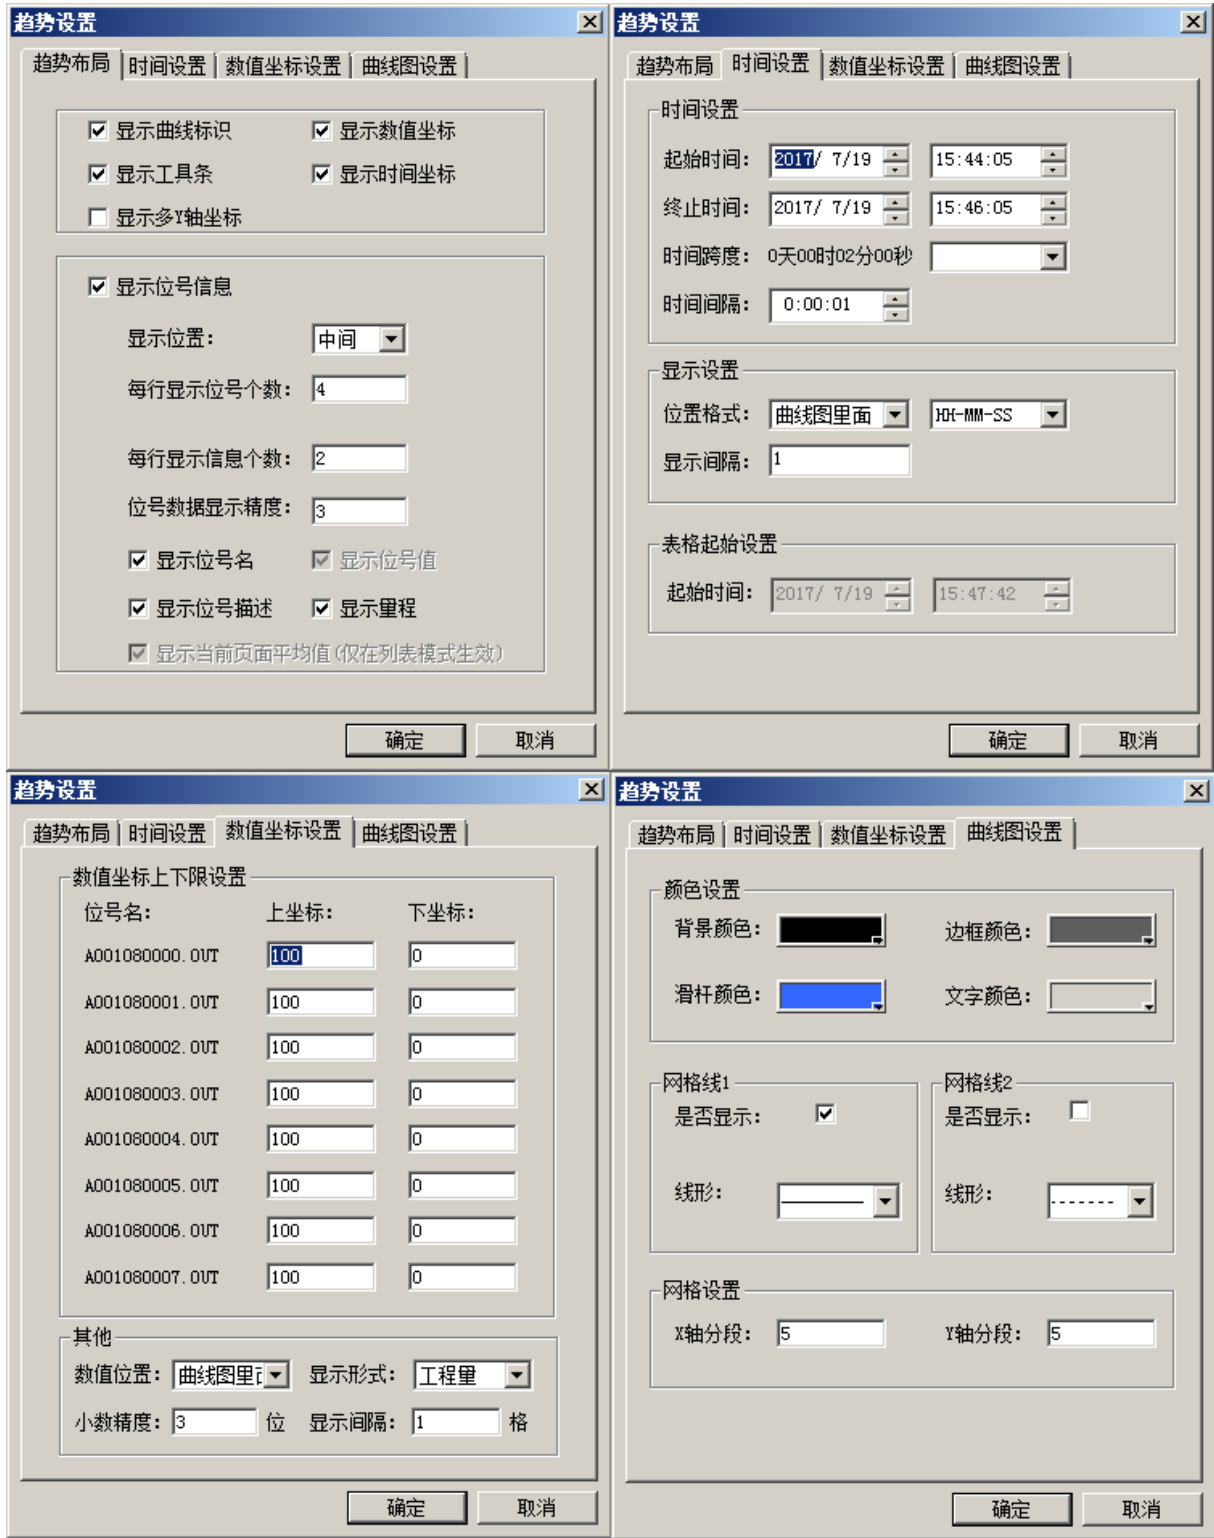 趋势设置
趋势布局 时间设置 数值坐标设置 曲线图设置
显示曲线标识 显示数值坐标
显示工具条 显示时间坐标
显示多Y轴坐标
显示位号信息
显示位置： 中间
每行显示位号个数： 4
每行显示信息个数： 2
位号数据显示精度： 3
显示位号名 显示位号值
显示位号描述 显示量程
显示当前页面平均值(仅在列表模式生效)
确定 取消
趋势设置
趋势布局 时间设置 数值坐标设置 曲线图设置
时间设置
起始时间： 2017/ 7/19 15:44:05
终止时间： 2017/ 7/19 15:46:05
时间跨度： 0天00时02分00秒
时间间隔： 0:00:01
显示设置
位置格式： 曲线图里面 HH-MM-SS
显示间隔： 1
表格起始设置
起始时间： 2017/ 7/19 15:47:42
确定 取消
趋势设置
趋势布局 时间设置 数值坐标设置 曲线图设置
数值坐标上下限设置
位号名： 上坐标： 下坐标：
A001080000.OUT 100 0
A001080001.OUT 100 0
A001080002.OUT 100 0
A001080003.OUT 100 0
A001080004.OUT 100 0
A001080005.OUT 100 0
A001080006.OUT 100 0
A001080007.OUT 100 0
其他
数值位置： 曲线图里 显示形式： 工程量
小数精度： 3 位 显示间隔： 1 格
确定 取消
趋势设置
趋势布局 时间设置 数值坐标设置 曲线图设置
颜色设置
背景颜色： 边框颜色：
滑杆颜色： 文字颜色：
网格线1 网格线2
是否显示： 是否显示：
线形： 线形：
网格设置
X轴分段： 5 Y轴分段： 5
确定 取消